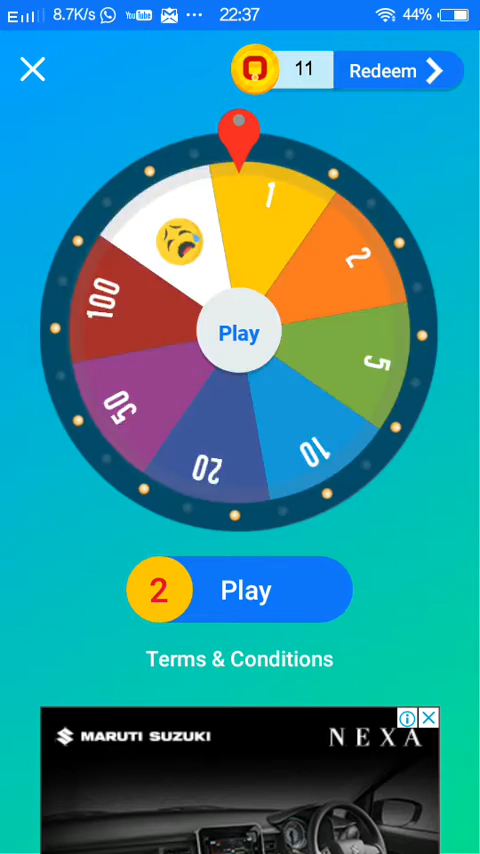 8.7K/s YouTube ... 22:37 44%
11 Redeem
1
2
5
10
20
50
100
Play
2 Play
Terms & Conditions
MARUTI SUZUKI NEXA